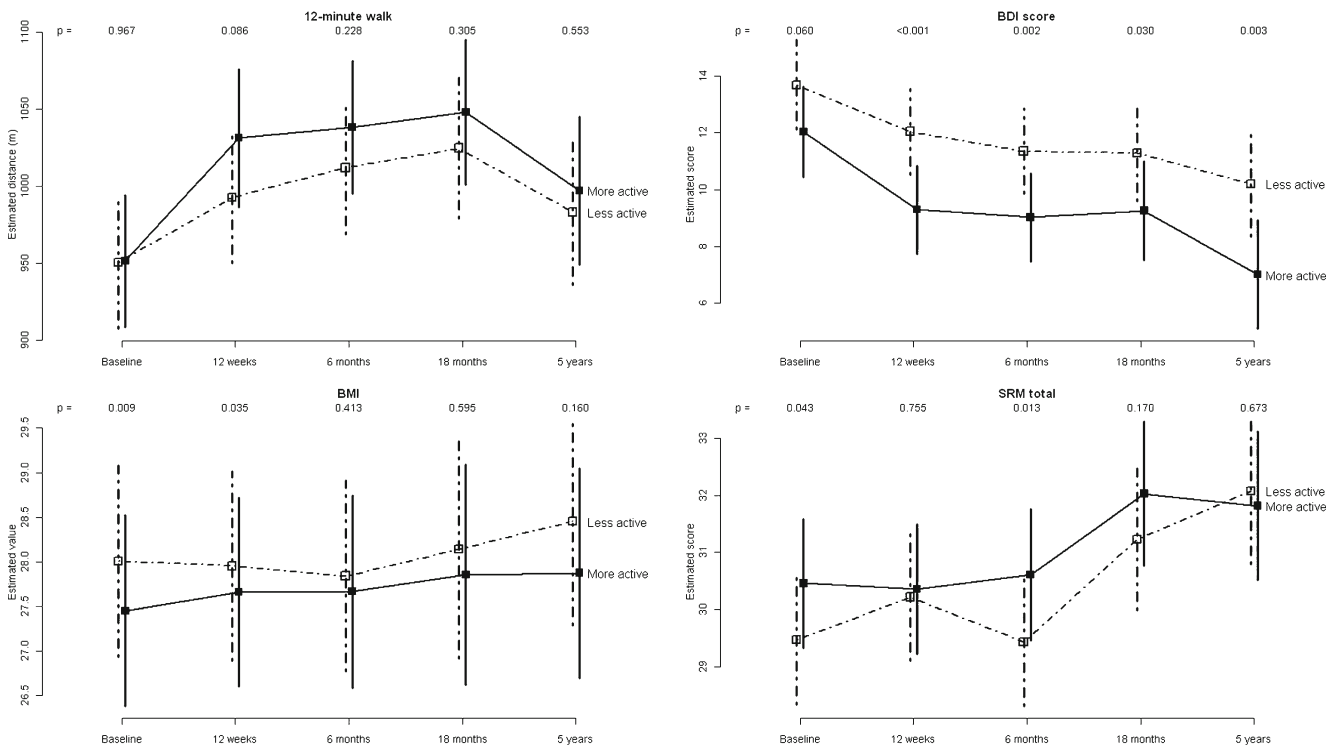 12-minute walk
p = 0.967 0.086 0.228 0.305 0.553
Estimated distance (m)
1100
1050
1000
950
900
More active
Less active
Baseline 12 weeks 6 months 18 months 5 years
BDI score
p = 0.060 <0.001 0.002 0.030 0.003
Estimated score
14
12
10
8
6
Less active
More active
Baseline 12 weeks 6 months 18 months 5 years
BMI
p = 0.009 0.035 0.413 0.595 0.160
Estimated value
29.5
29.0
28.5
28.0
27.5
27.0
26.5
Less active
More active
Baseline 12 weeks 6 months 18 months 5 years
SRM total
p = 0.043 0.755 0.013 0.170 0.673
Estimated score
33
32
31
30
29
Less active
More active
Baseline 12 weeks 6 months 18 months 5 years